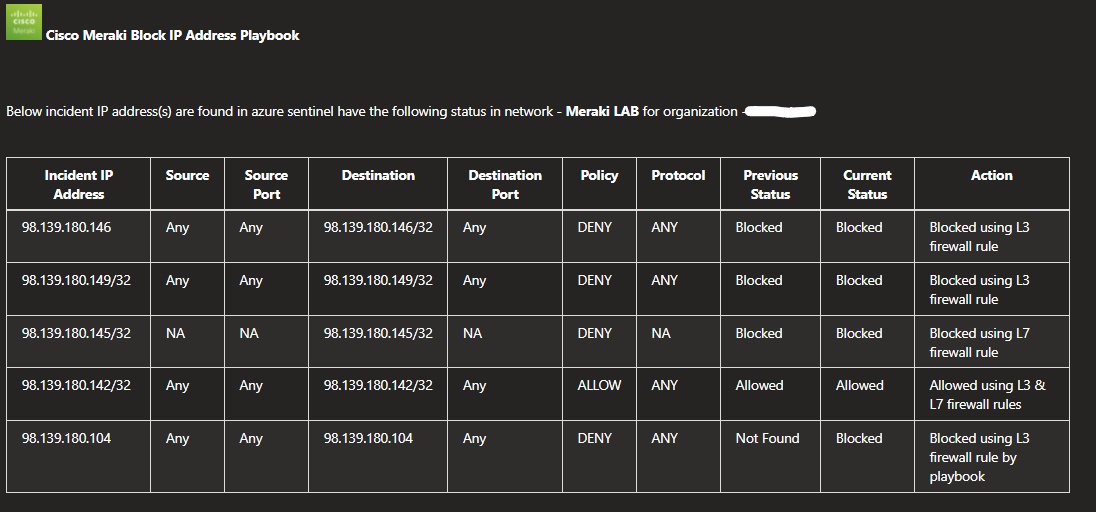 cisco
Meraki
Cisco Meraki Block IP Address Playbook
Below incident IP address(s) are found in azure sentinel have the following status in network - Meraki LAB for organization -
Incident IP Address Source Source Port Destination Destination Port Policy Protocol Previous Status Current Status Action
98.139.180.146 Any Any 98.139.180.146/32 Any DENY ANY Blocked Blocked Blocked using L3 firewall rule
98.139.180.149/32 Any Any 98.139.180.149/32 Any DENY ANY Blocked Blocked Blocked using L3 firewall rule
98.139.180.145/32 NA NA 98.139.180.145/32 NA DENY NA Blocked Blocked Blocked using L7 firewall rule
98.139.180.142/32 Any Any 98.139.180.142/32 Any ALLOW ANY Allowed Allowed Allowed using L3 & L7 firewall rules
98.139.180.104 Any Any 98.139.180.104 Any DENY ANY Not Found Blocked Blocked using L3 firewall rule by playbook